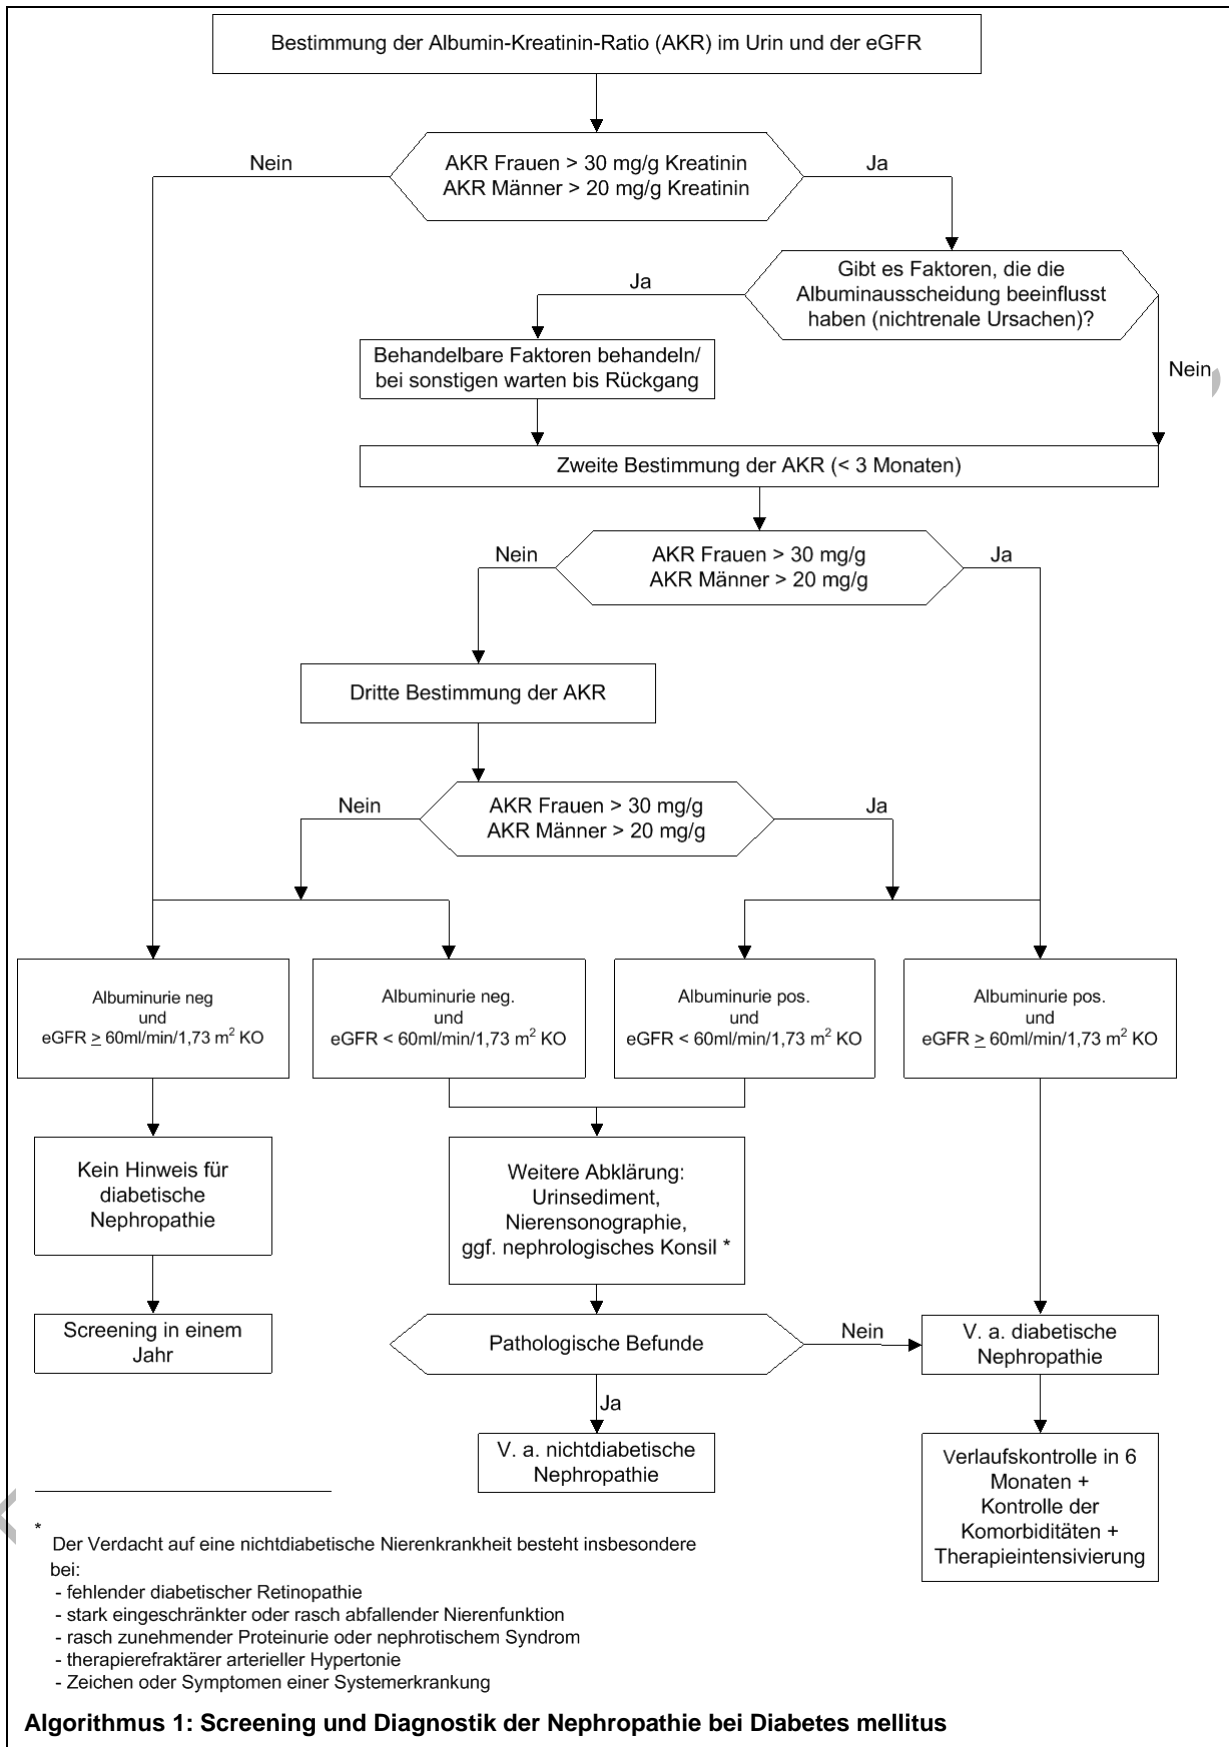 Bestimmung der Albumin-Kreatinin-Ratio (AKR) im Urin und der eGFR
Nein
AKR Frauen > 30 mg/g Kreatinin
AKR Männer > 20 mg/g Kreatinin
Ja
Gibt es Faktoren, die die
Albuminausscheidung beeinflusst
haben (nichtrenale Ursachen)?
Ja
Nein
Behandelbare Faktoren behandeln/
bei sonstigen warten bis Rückgang
Zweite Bestimmung der AKR (< 3 Monaten)
Nein
AKR Frauen > 30 mg/g
AKR Männer > 20 mg/g
Ja
Dritte Bestimmung der AKR
Nein
AKR Frauen > 30 mg/g
AKR Männer > 20 mg/g
Ja
Albuminurie neg
und
eGFR ≥ 60ml/min/1,73 m² KO
Albuminurie neg.
und
eGFR < 60ml/min/1,73 m² KO
Albuminurie pos.
und
eGFR < 60ml/min/1,73 m² KO
Albuminurie pos.
und
eGFR ≥ 60ml/min/1,73 m² KO
Kein Hinweis für
diabetische
Nephropathie
Weitere Abklärung:
Urinsediment,
Nierensonographie,
ggf. nephrologisches Konsil *
Screening in einem
Jahr
Pathologische Befunde
Nein
V. a. diabetische
Nephropathie
Ja
V. a. nichtdiabetische
Nephropathie
Verlaufskontrolle in 6
Monaten +
Kontrolle der
Komorbiditäten +
Therapieintensivierung
* Der Verdacht auf eine nichtdiabetische Nierenkrankheit besteht insbesondere
bei:
- fehlender diabetischer Retinopathie
- stark eingeschränkter oder rasch abfallender Nierenfunktion
- rasch zunehmender Proteinurie oder nephrotischem Syndrom
- therapierefraktärer arterieller Hypertonie
- Zeichen oder Symptomen einer Systemerkrankung
Algorithmus 1: Screening und Diagnostik der Nephropathie bei Diabetes mellitus